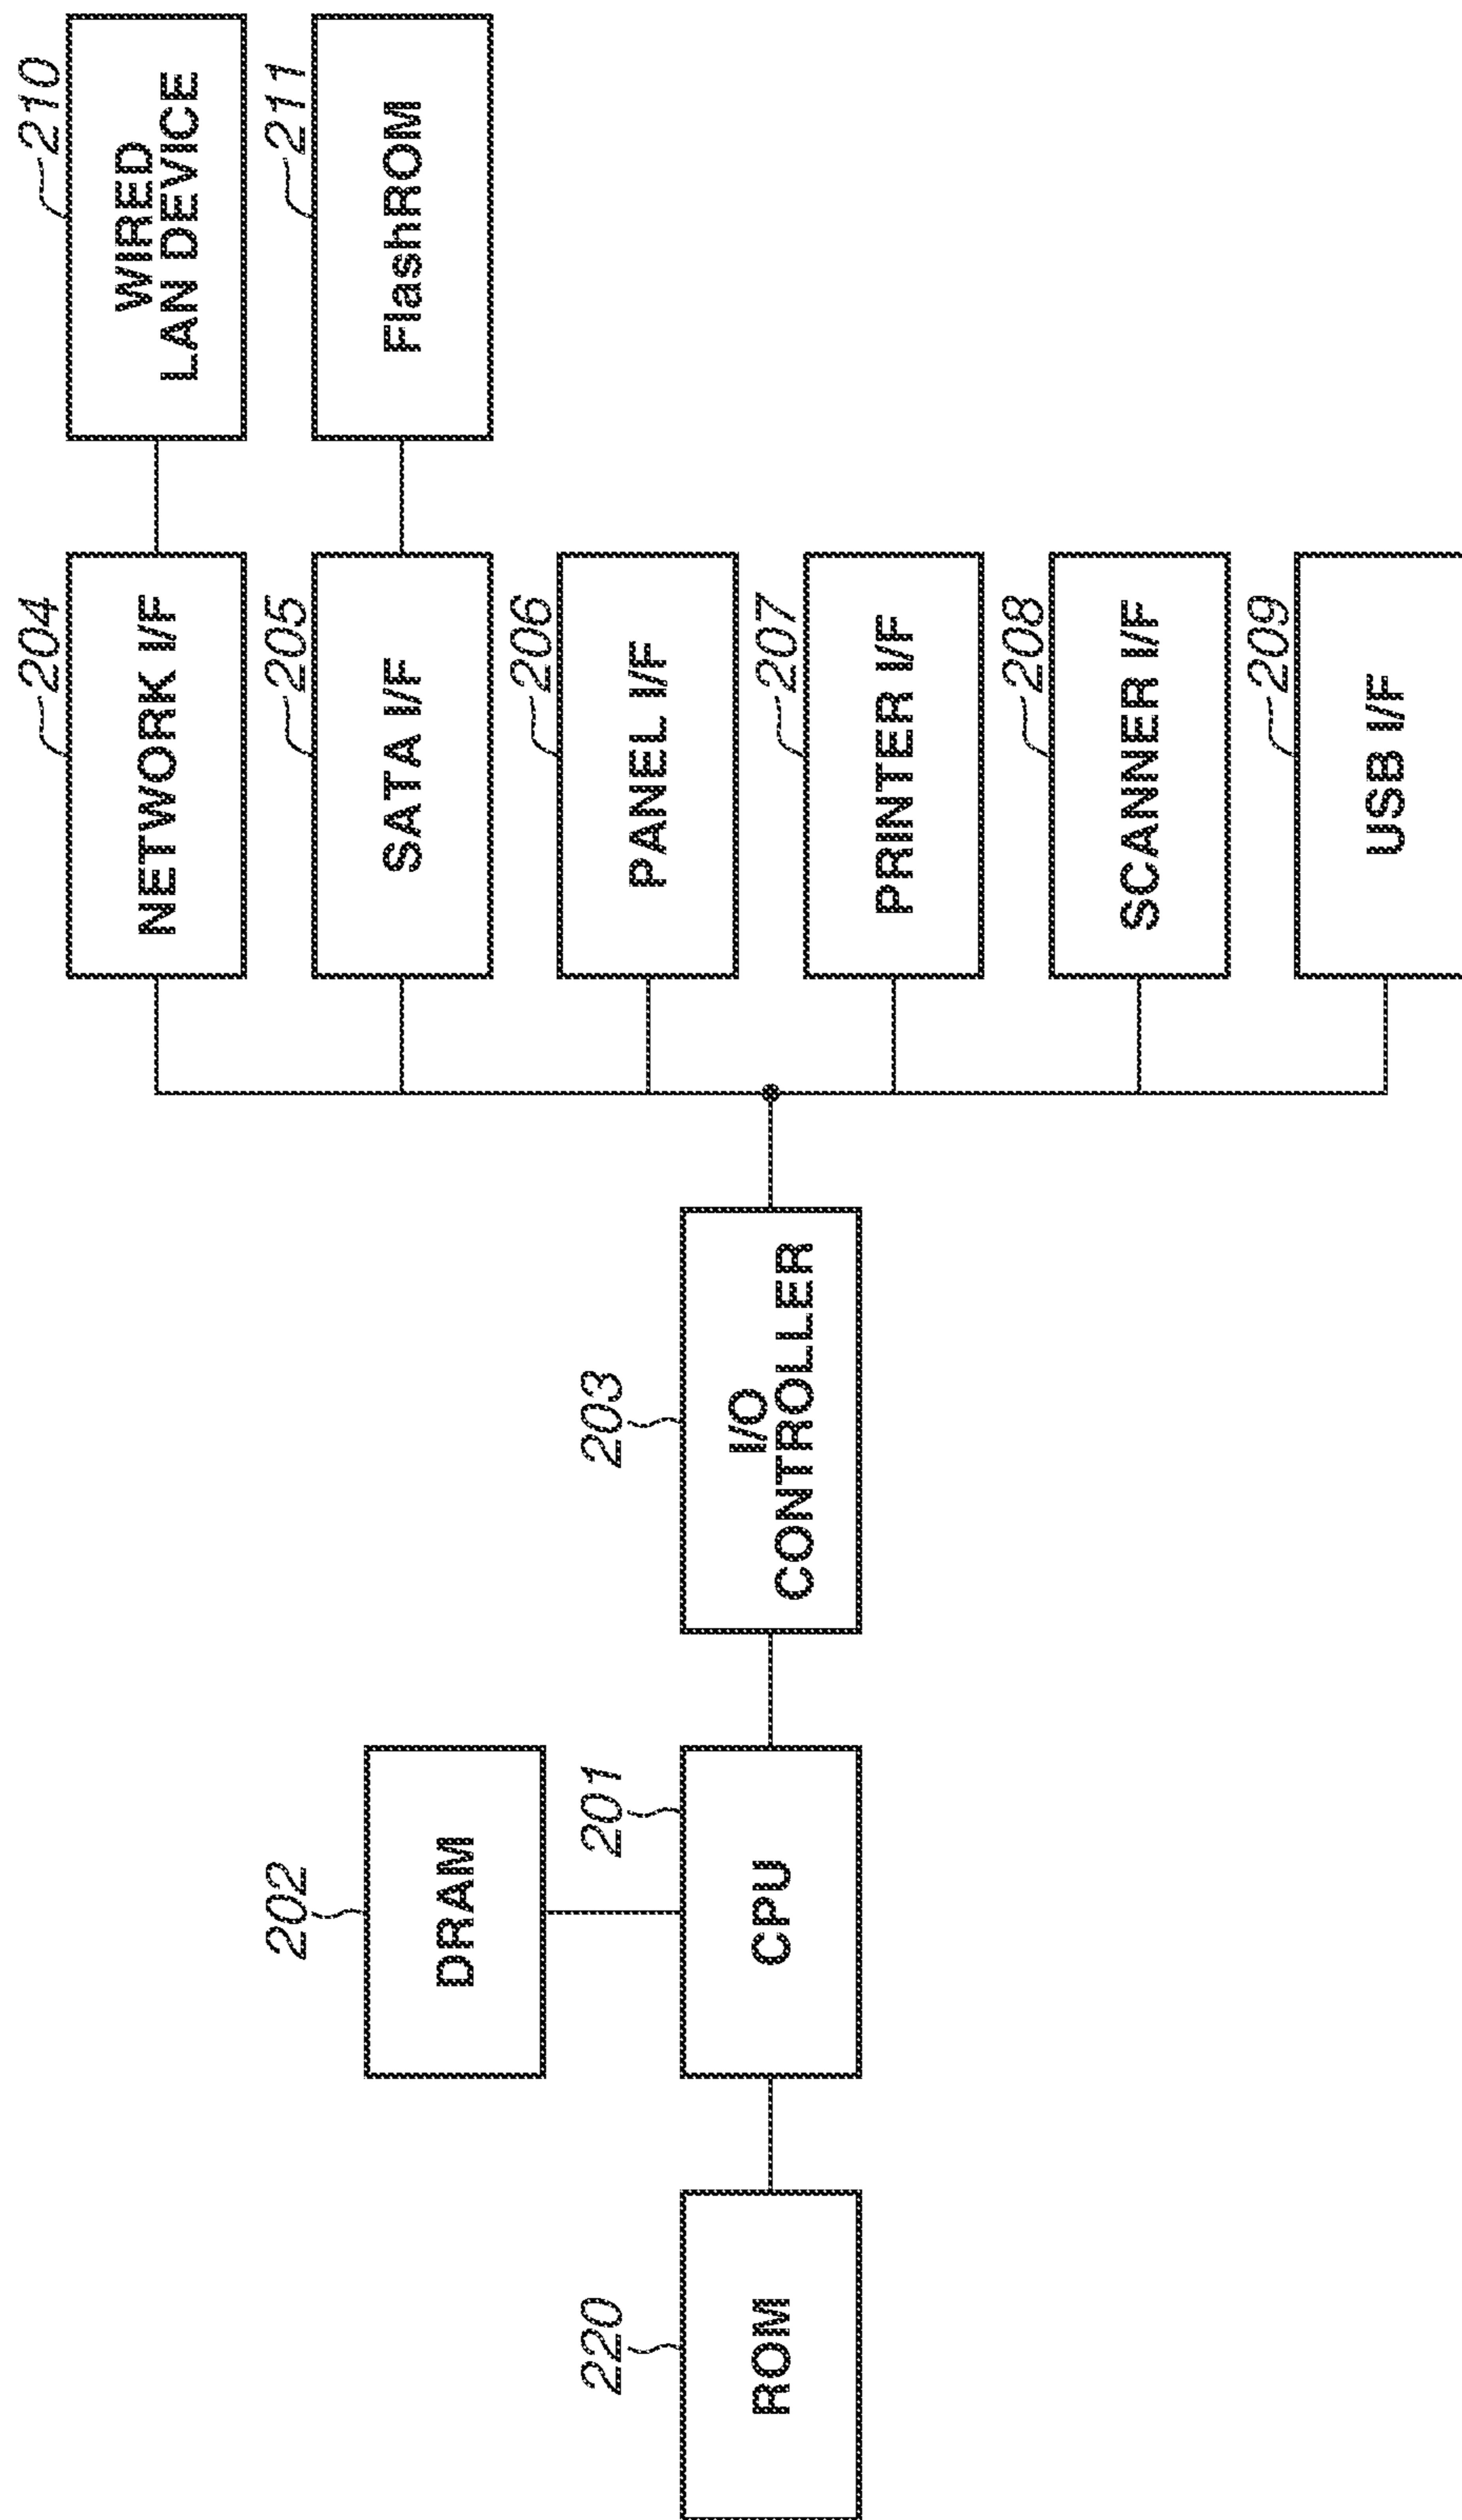 220
ROM
202
DRAM
201
CPU
203
I/O
CONTROLLER
204
NETWORK I/F
205
SATA I/F
206
PANEL I/F
207
PRINTER I/F
208
SCANNER I/F
209
USB I/F
210
WIRED
LAN DEVICE
211
FlashROM